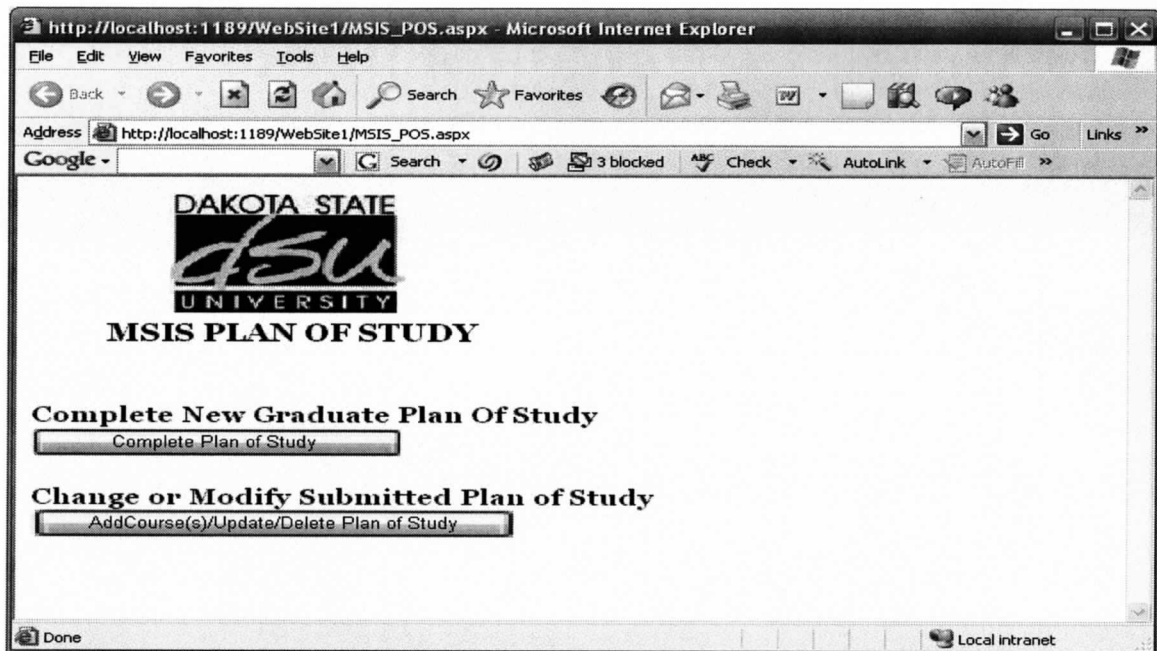 http://localhost:1189/WebSite1/MSIS_POS.aspx - Microsoft Internet Explorer
File Edit View Favorites Tools Help
Back Search Favorites
Address http://localhost:1189/WebSite1/MSIS_POS.aspx Go Links »
Google Search 3 blocked ABC Check AutoLink AutoFill »
DAKOTA STATE
dsu
UNIVERSITY
MSIS PLAN OF STUDY
Complete New Graduate Plan Of Study
Complete Plan of Study
Change or Modify Submitted Plan of Study
AddCourse(s)/Update/Delete Plan of Study
Done Local intranet